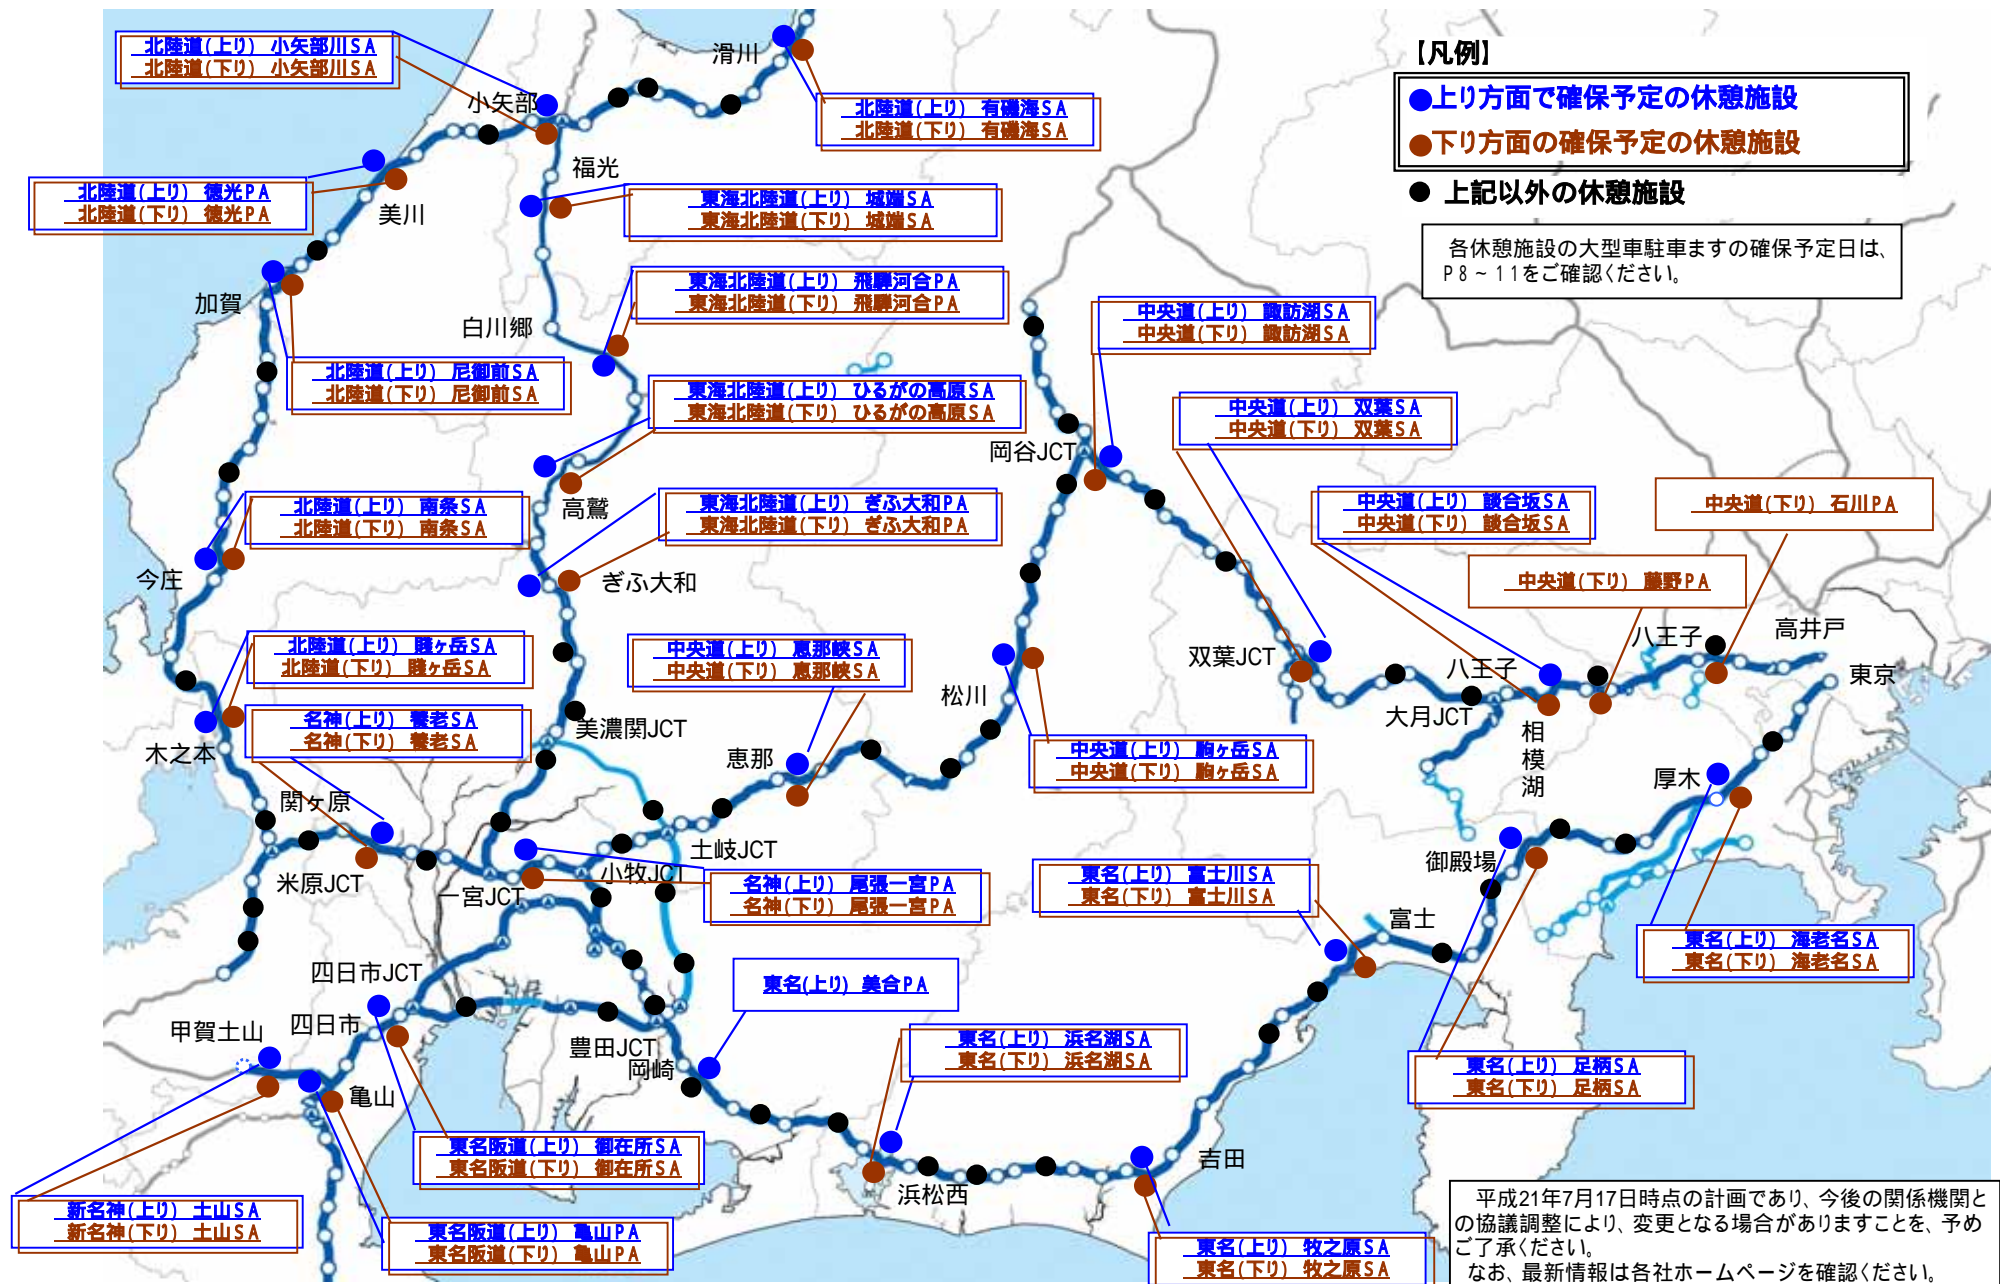 北陸道(上り) 小矢部川SA
北陸道(下り) 小矢部川SA
滑川
小矢部
北陸道(上り) 有磯海SA
北陸道(下り) 有磯海SA
【凡例】
●上り方面で確保予定の休憩施設
●下り方面の確保予定の休憩施設
● 上記以外の休憩施設
各休憩施設の大型車駐車ますの確保予定日は、
P8~11をご確認ください。
福光
北陸道(上り) 徳光PA
北陸道(下り) 徳光PA
美川
東海北陸道(上り) 城端SA
東海北陸道(下り) 城端SA
加賀
白川郷
東海北陸道(上り) 飛騨河合PA
東海北陸道(下り) 飛騨河合PA
中央道(上り) 諏訪湖SA
中央道(下り) 諏訪湖SA
北陸道(上り) 尼御前SA
北陸道(下り) 尼御前SA
東海北陸道(上り) ひるがの高原SA
東海北陸道(下り) ひるがの高原SA
中央道(上り) 双葉SA
中央道(下り) 双葉SA
岡谷JCT
高鷲
北陸道(上り) 南条SA
北陸道(下り) 南条SA
東海北陸道(上り) ぎふ大和PA
東海北陸道(下り) ぎふ大和PA
中央道(上り) 談合坂SA
中央道(下り) 談合坂SA
中央道(下り) 石川PA
今庄
ぎふ大和
中央道(下り) 藤野PA
北陸道(上り) 賤ヶ岳SA
北陸道(下り) 賤ヶ岳SA
中央道(上り) 恵那峡SA
中央道(下り) 恵那峡SA
双葉JCT
八王子
八王子
高井戸
東京
松川
大月JCT
相
模
湖
名神(上り) 養老SA
名神(下り) 養老SA
木之本
美濃関JCT
恵那
中央道(上り) 駒ヶ岳SA
中央道(下り) 駒ヶ岳SA
厚木
関ヶ原
土岐JCT
小牧JCT
米原JCT
一宮JCT
名神(上り) 尾張一宮PA
名神(下り) 尾張一宮PA
東名(上り) 富士川SA
東名(下り) 富士川SA
御殿場
富士
東名(上り) 海老名SA
東名(下り) 海老名SA
四日市JCT
東名(上り) 美合PA
甲賀土山
四日市
豊田JCT
岡崎
東名(上り) 浜名湖SA
東名(下り) 浜名湖SA
東名(上り) 足柄SA
東名(下り) 足柄SA
亀山
東名阪道(上り) 御在所SA
東名阪道(下り) 御在所SA
浜松西
吉田
新名神(上り) 土山SA
新名神(下り) 土山SA
東名阪道(上り) 亀山PA
東名阪道(下り) 亀山PA
東名(上り) 牧之原SA
東名(下り) 牧之原SA
平成21年7月17日時点の計画であり、今後の関係機関と
の協議調整により、変更となる場合がありますことを、予め
ご了承ください。
なお、最新情報は各社ホームページを確認ください。